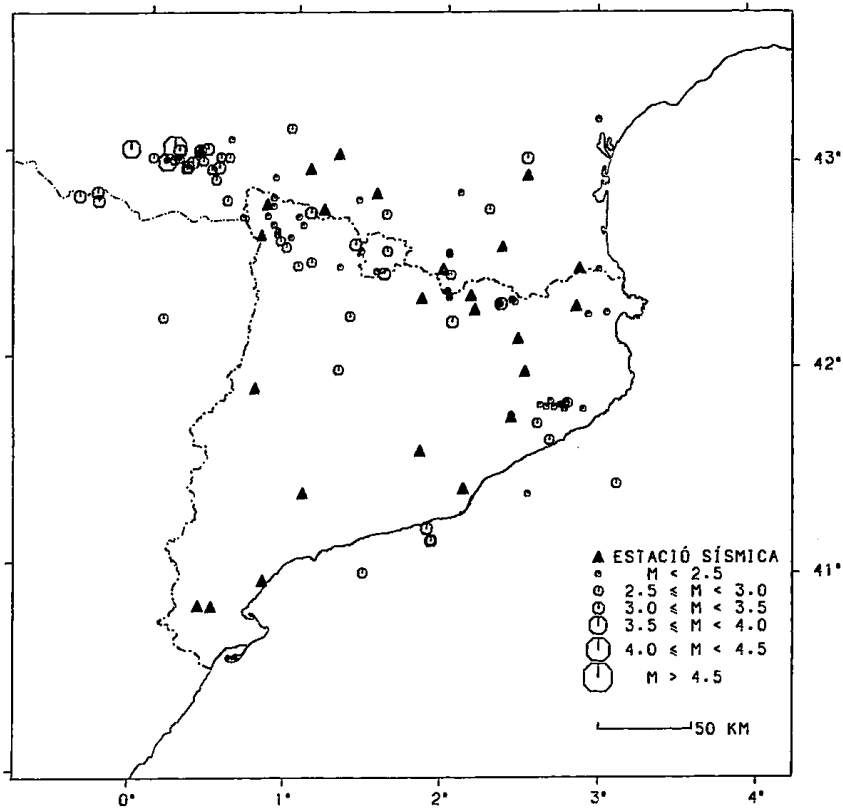 43°
42°
41°
▲ ESTACIÓ SÍSMICA
M < 2.5
2.5 ⩽ M < 3.0
3.0 ⩽ M < 3.5
3.5 ⩽ M < 4.0
4.0 ⩽ M < 4.5
M > 4.5
50 KM
0° 1° 2° 3° 4°